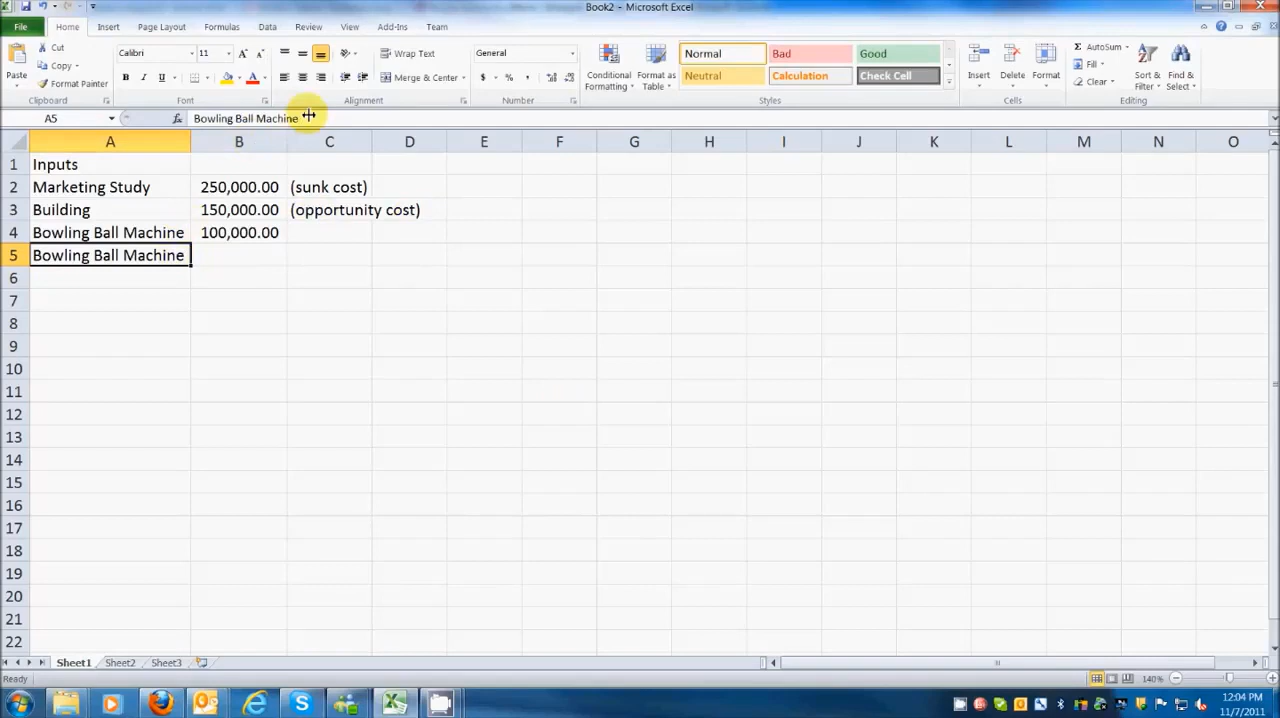 Book2 - Microsoft Excel
File Home Insert Page Layout Formulas Data Review View Add-Ins Team
Cut Calibri 11 Wrap Text General Normal Bad Good AutoSum
Copy Fill
Paste Format Painter Merge & Center Conditional Formatting Format as Table Neutral Calculation Check Cell Insert Delete Format Clear Sort & Filter Find & Select
Clipboard Font Alignment Number Styles Cells Editing
A5 fx Bowling Ball Machine
A B C D E F G H I J K L M N O
1 Inputs
2 Marketing Study 250,000.00 (sunk cost)
3 Building 150,000.00 (opportunity cost)
4 Bowling Ball Machine 100,000.00
5 Bowling Ball Machine
6
7
8
9
10
11
12
13
14
15
16
17
18
19
20
21
22
Sheet1 Sheet2 Sheet3
Ready 140%
12:04 PM
11/7/2011